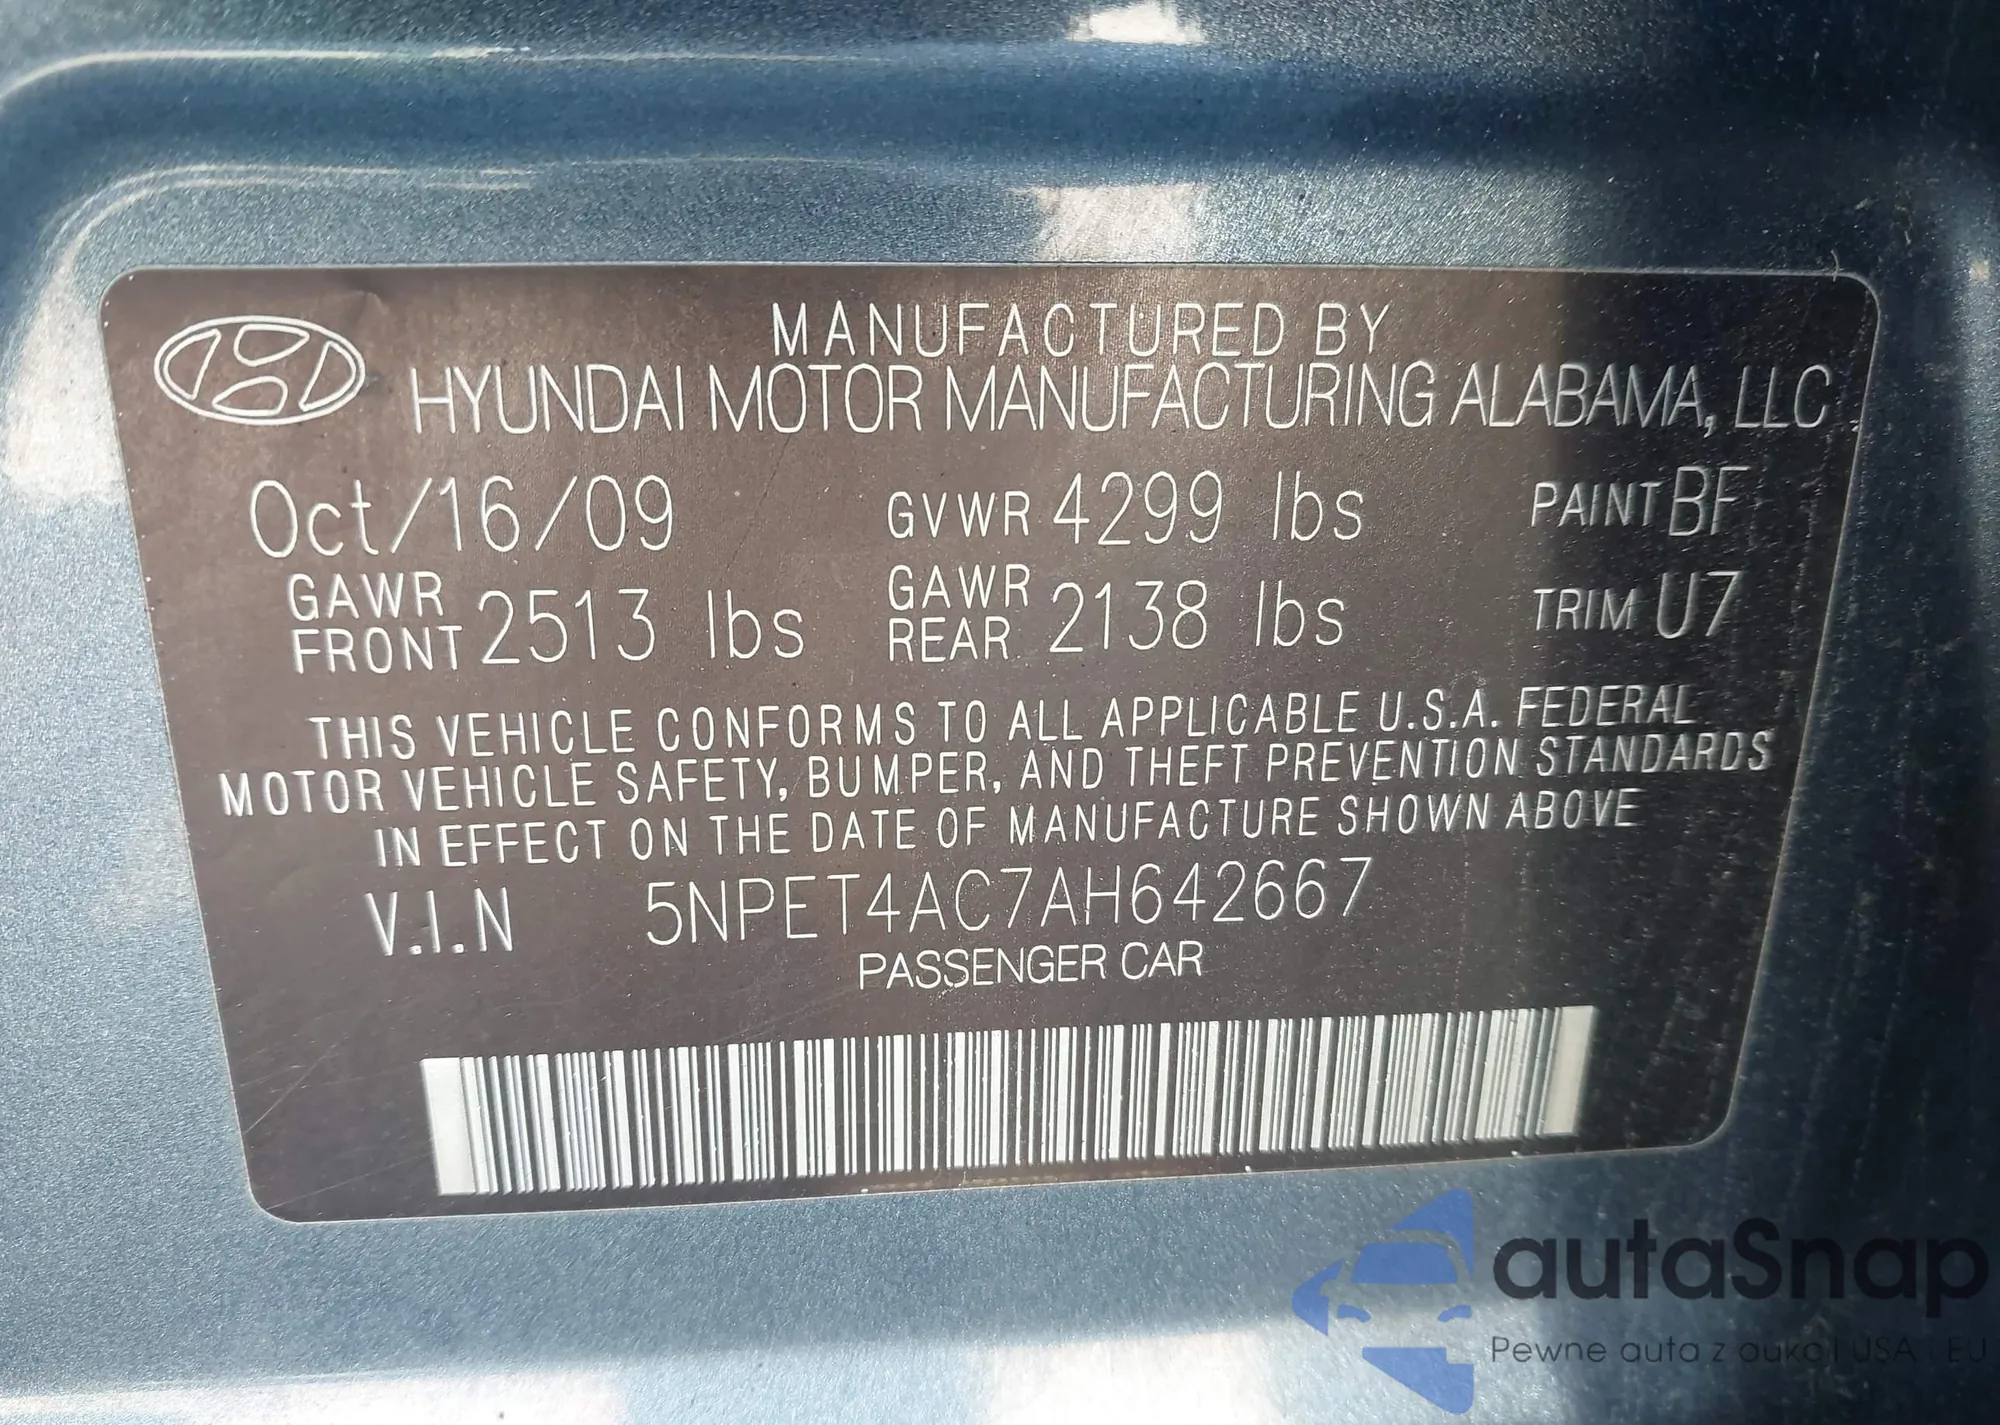 MANUFACTURED BY
HYUNDAI MOTOR MANUFACTURING ALABAMA, LLC
Oct/16/09 GVWR 4299 lbs PAINT BF
GAWR FRONT 2513 lbs GAWR REAR 2138 lbs TRIM U7
THIS VEHICLE CONFORMS TO ALL APPLICABLE U.S.A. FEDERAL
MOTOR VEHICLE SAFETY, BUMPER, AND THEFT PREVENTION STANDARDS
IN EFFECT ON THE DATE OF MANUFACTURE SHOWN ABOVE
V.I.N 5NPET4AC7AH642667
PASSENGER CAR
autaSnap
Pewne auta z aukcji USA i EU